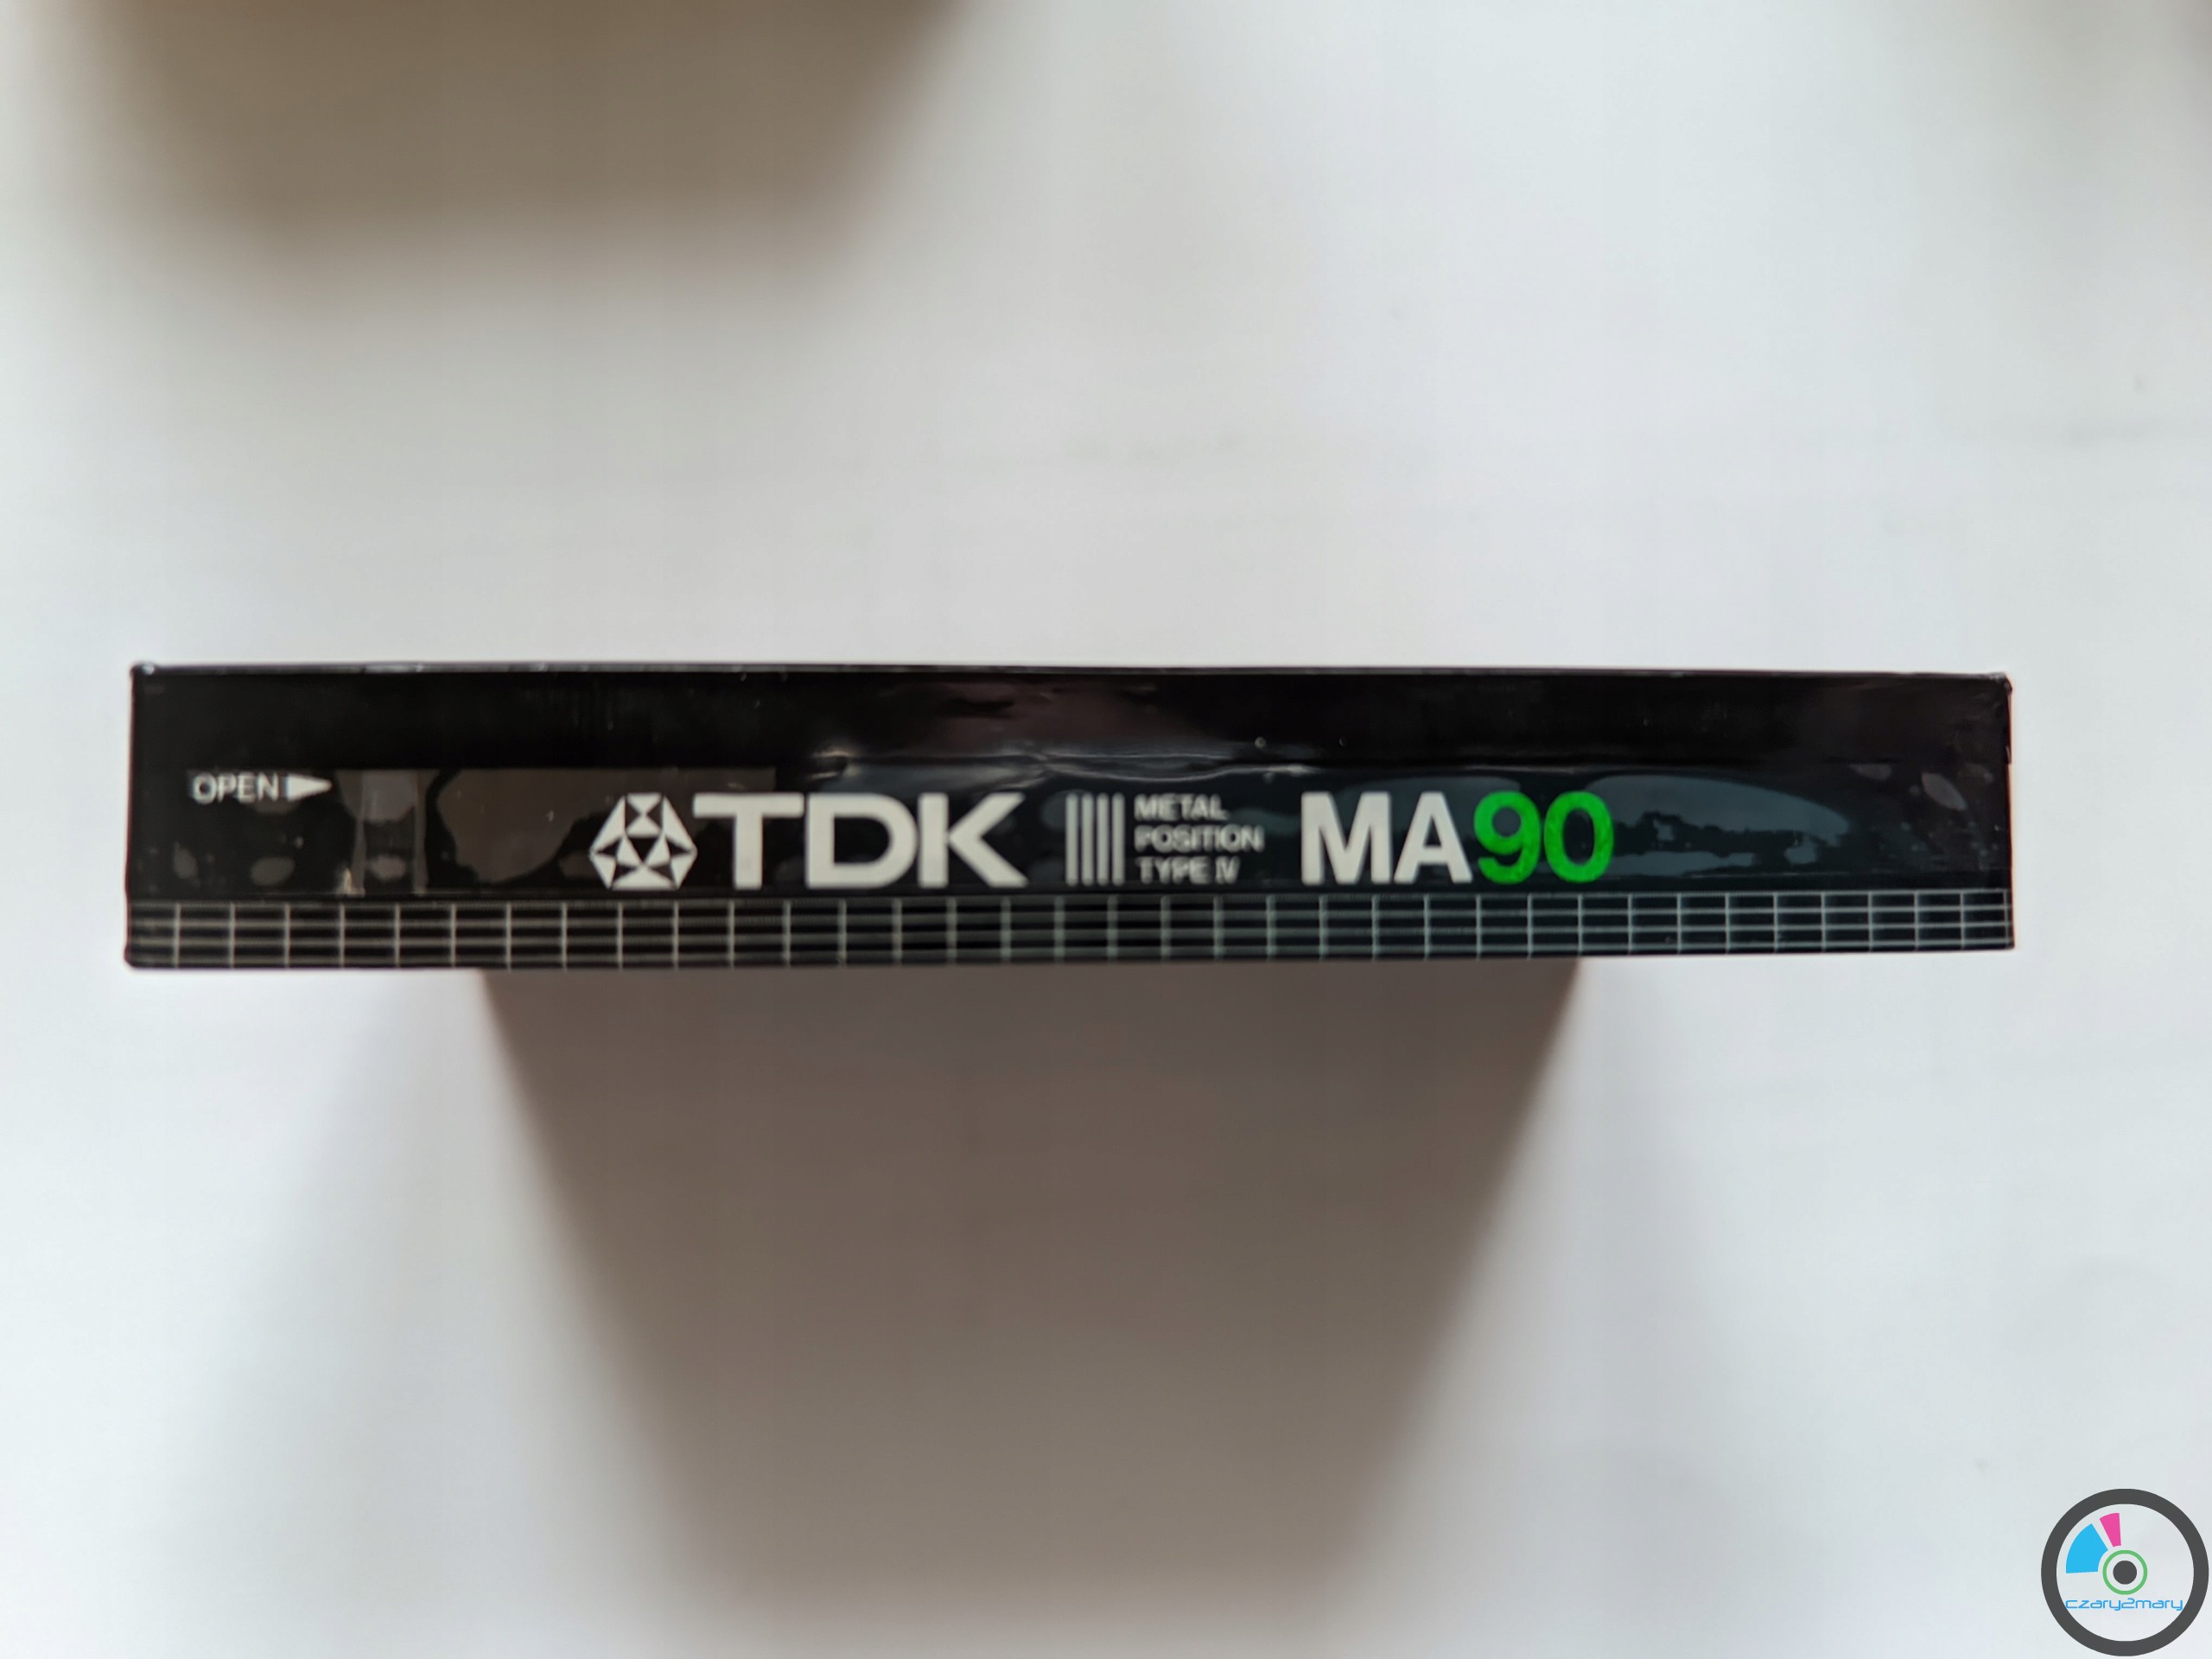 OPEN
TDK
METAL
POSITION
TYPE IV
MA90
czary2mary